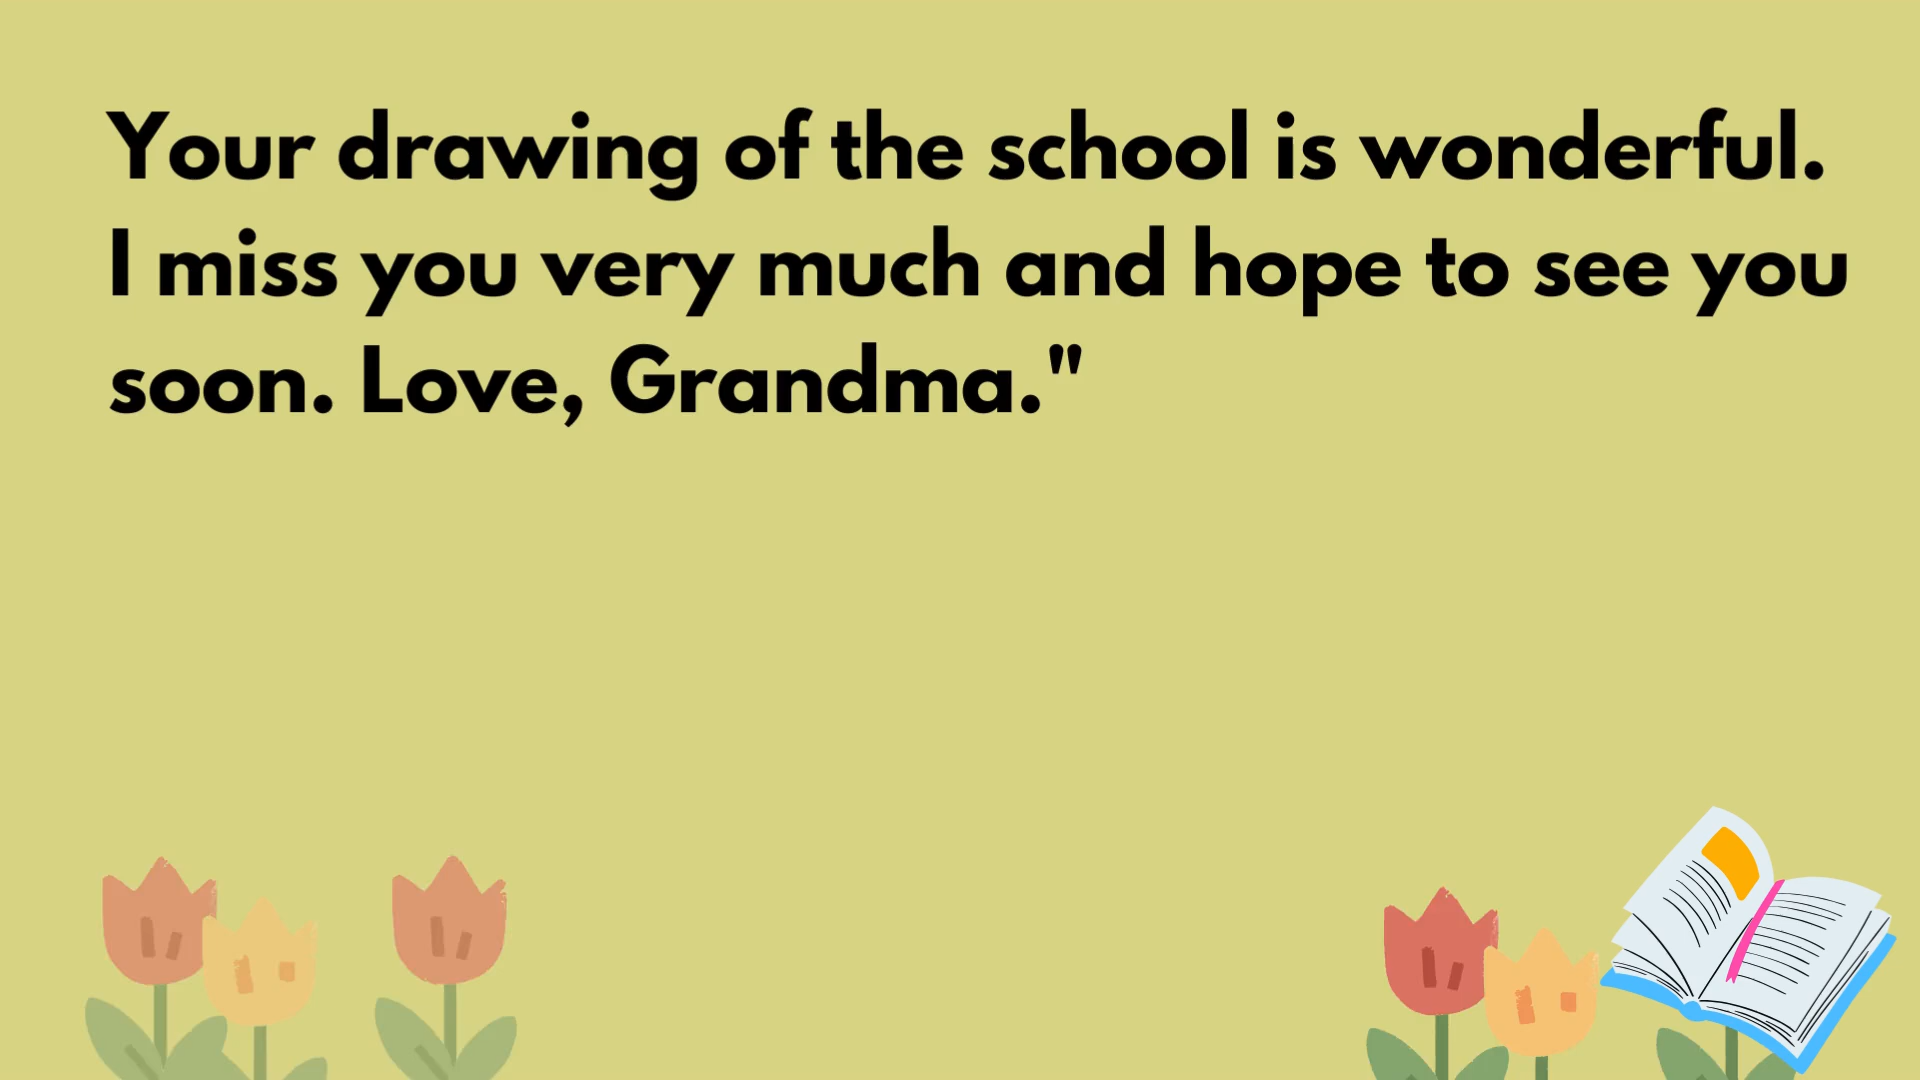 Your drawing of the school is wonderful.
I miss you very much and hope to see you
soon. Love, Grandma."